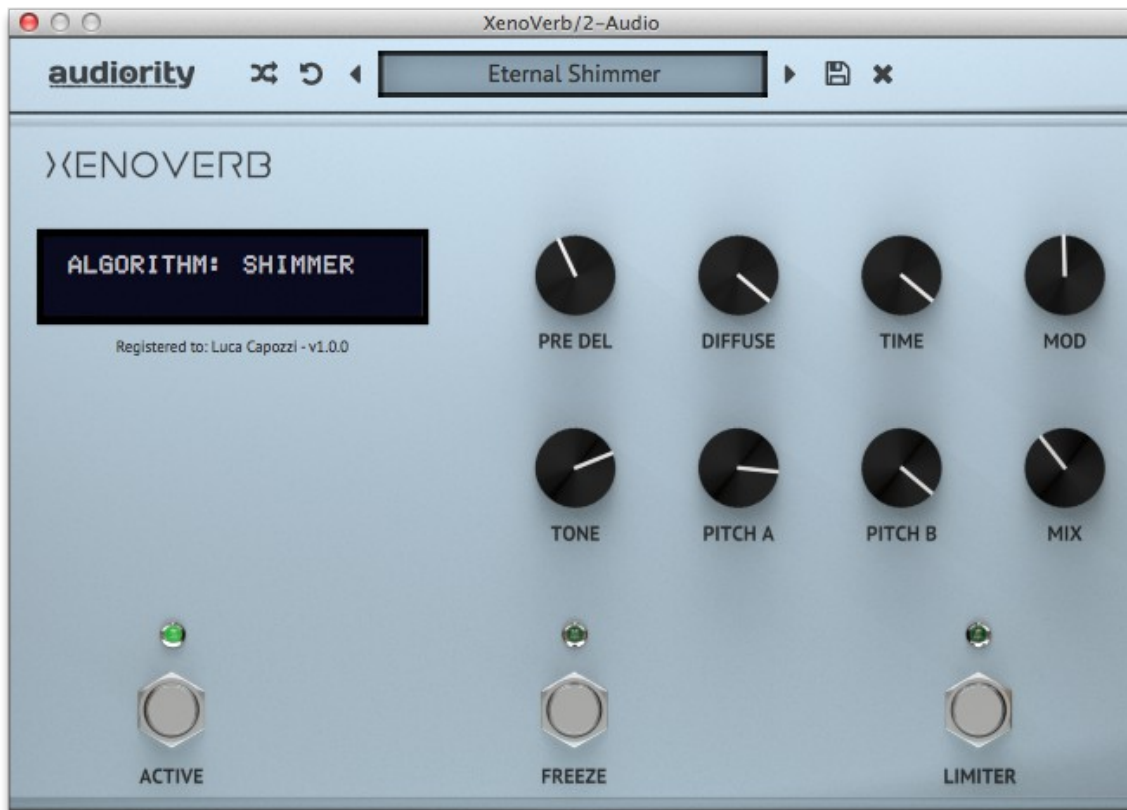 XenoVerb/2-Audio
audiority
Eternal Shimmer
XENOVERB
ALGORITHM: SHIMMER
Registered to: Luca Capozzi - v1.0.0
PRE DEL DIFFUSE TIME MOD
TONE PITCH A PITCH B MIX
ACTIVE FREEZE LIMITER